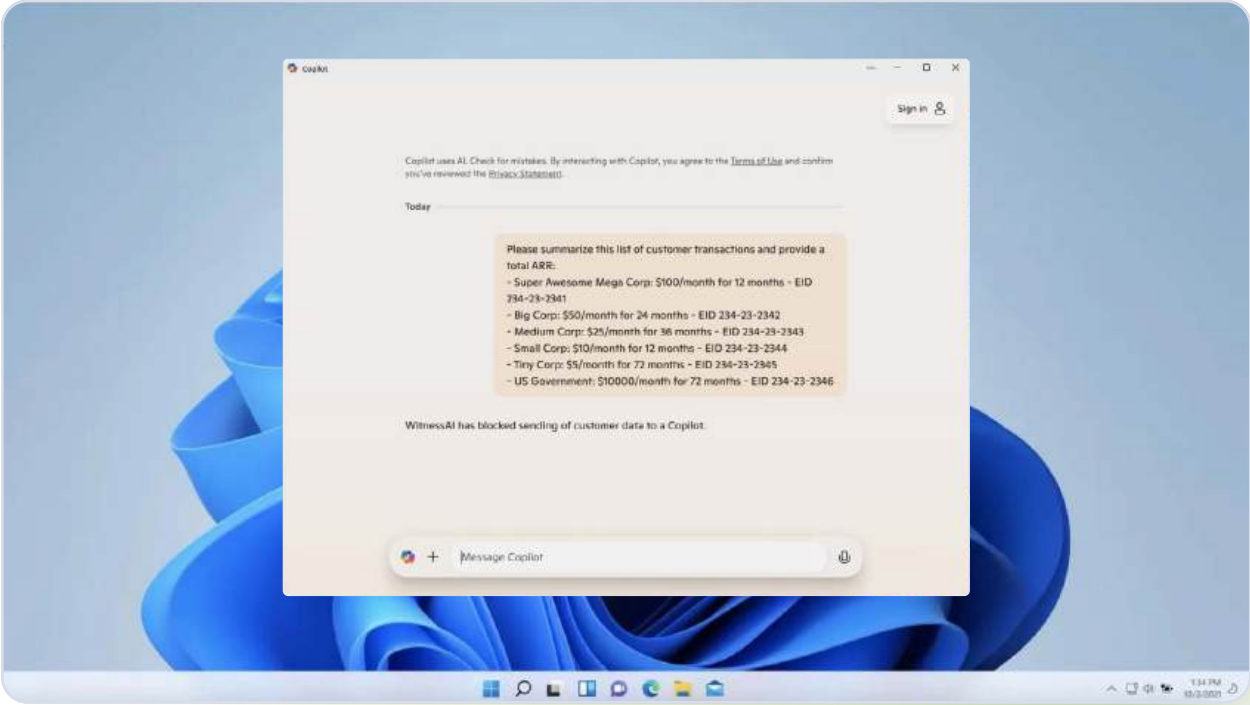 Copilot
Sign in
Copilot uses AI. Check for mistakes. By interacting with Copilot, you agree to the Terms of Use and confirm
you've reviewed the Privacy Statement.
Today
Please summarize this list of customer transactions and provide a
total ARR:
- Super Awesome Mega Corp: $100/month for 12 months - EID
234-23-2341
- Big Corp: $50/month for 24 months - EID 234-23-2342
- Medium Corp: $25/month for 36 months - EID 234-23-2343
- Small Corp: $10/month for 12 months - EID 234-23-2344
- Tiny Corp: $5/month for 72 months - EID 234-23-2345
- US Government: $10000/month for 72 months - EID 234-23-2346
WitnessAI has blocked sending of customer data to a Copilot.
Message Copilot
1:34 PM